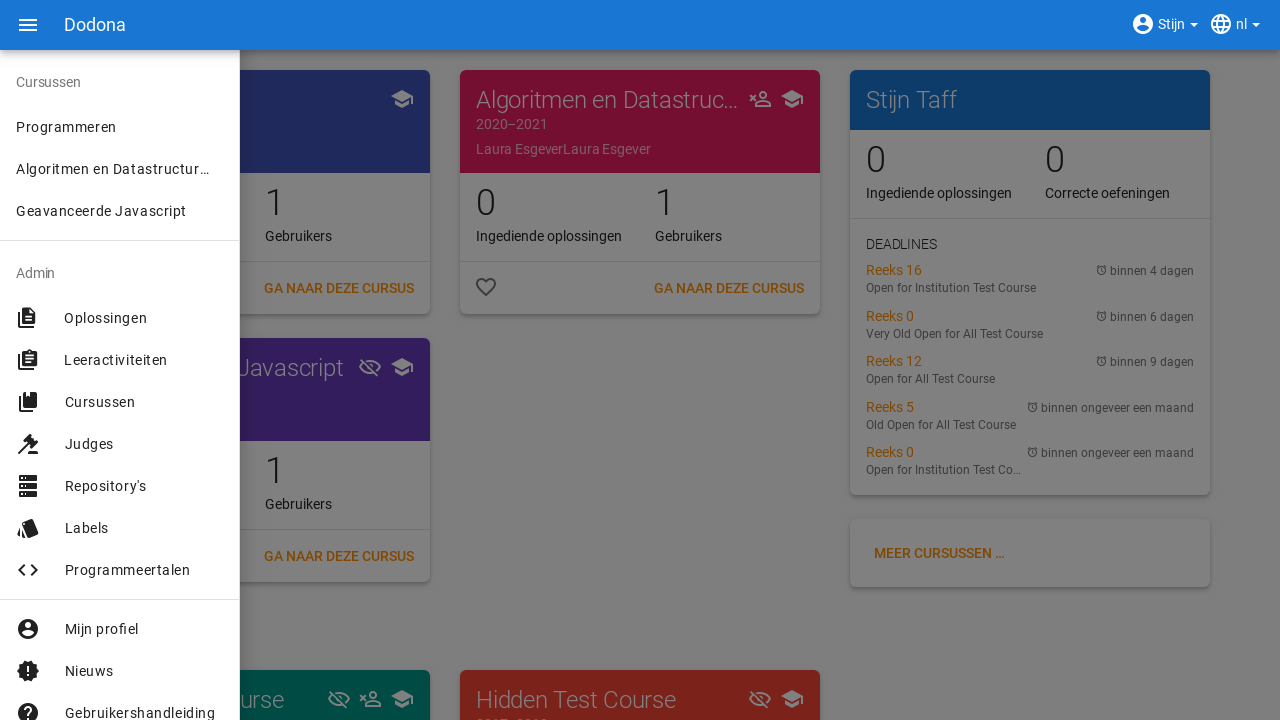 Dodona
Stijn
nl
Cursussen
Programmeren
Algoritmen en Datastructur…
Geavanceerde Javascript
Admin
Oplossingen
Leeractiviteiten
Cursussen
Judges
Repository's
Labels
Programmeertalen
Mijn profiel
Nieuws
Gebruikershandleiding
1
Gebruikers
GA NAAR DEZE CURSUS
Javascript
1
Gebruikers
GA NAAR DEZE CURSUS
Algoritmen en Datastruc…
2020–2021
Laura EsgeverLaura Esgever
0
Ingediende oplossingen
1
Gebruikers
GA NAAR DEZE CURSUS
Hidden Test Course
Stijn Taff
0
Ingediende oplossingen
0
Correcte oefeningen
DEADLINES
Reeks 16
binnen 4 dagen
Open for Institution Test Course
Reeks 0
binnen 6 dagen
Very Old Open for All Test Course
Reeks 12
binnen 9 dagen
Open for All Test Course
Reeks 5
binnen ongeveer een maand
Old Open for All Test Course
Reeks 0
binnen ongeveer een maand
Open for Institution Test Co…
MEER CURSUSSEN …